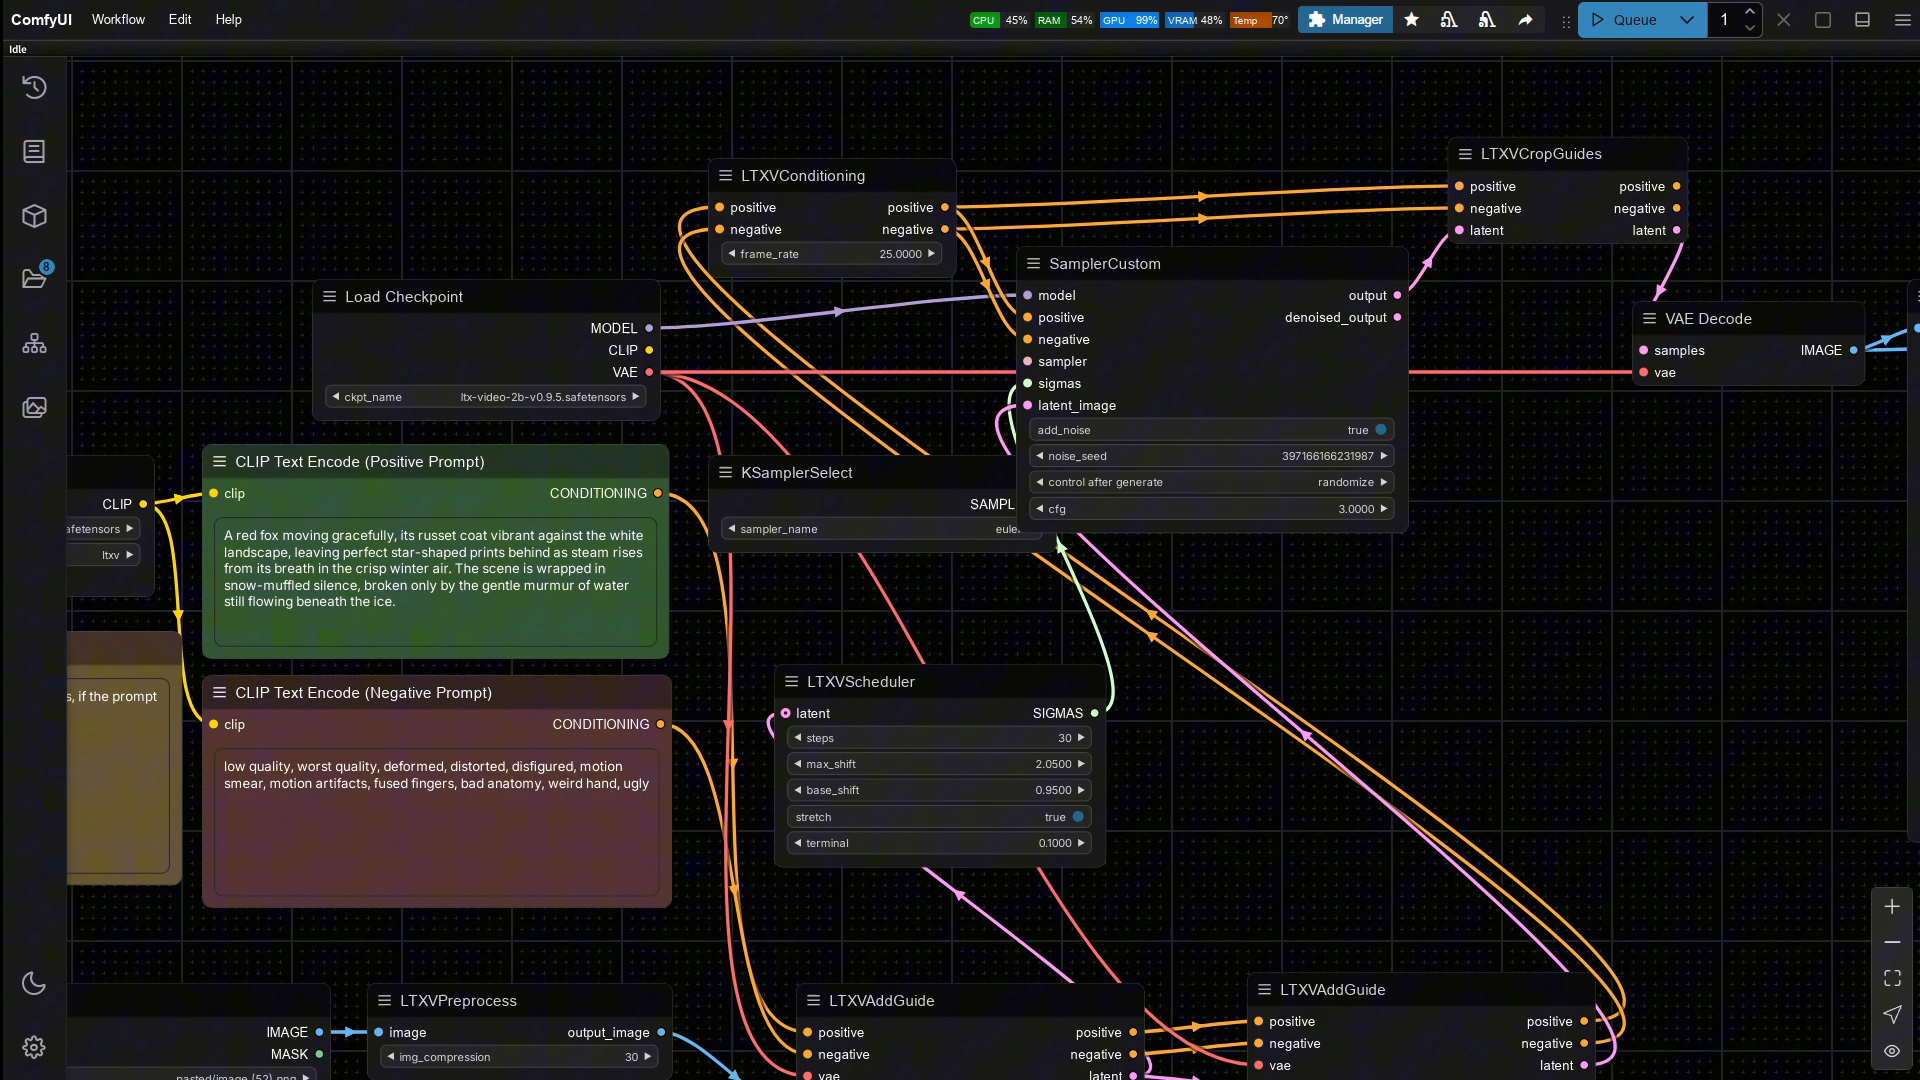 ComfyUI Workflow Edit Help
CPU 45% RAM 54% GPU 99% VRAM 48% Temp 70° Manager Queue 1
Idle
8
LTXVConditioning
positive positive
negative negative
frame_rate 25.0000
LTXVCropGuides
positive positive
negative negative
latent latent
Load Checkpoint
MODEL
CLIP
VAE
ckpt_name ltx-video-2b-v0.9.5.safetensors
SamplerCustom
model output
positive denoised_output
negative
sampler
sigmas
latent_image
add_noise true
noise_seed 397166166231987
control after generate randomize
cfg 3.0000
VAE Decode
samples IMAGE
vae
CLIP
afetensors
ltxv
CLIP Text Encode (Positive Prompt)
clip CONDITIONING
A red fox moving gracefully, its russet coat vibrant against the white
landscape, leaving perfect star-shaped prints behind as steam rises
from its breath in the crisp winter air. The scene is wrapped in
snow-muffled silence, broken only by the gentle murmur of water
still flowing beneath the ice.
KSamplerSelect
SAMPL
sampler_name euler
s, if the prompt
CLIP Text Encode (Negative Prompt)
clip CONDITIONING
low quality, worst quality, deformed, distorted, disfigured, motion
smear, motion artifacts, fused fingers, bad anatomy, weird hand, ugly
LTXVScheduler
latent SIGMAS
steps 30
max_shift 2.0500
base_shift 0.9500
stretch true
terminal 0.1000
IMAGE
MASK
pasted/image (52).png
LTXVPreprocess
image output_image
img_compression 30
LTXVAddGuide
positive positive
negative negative
vae latent
LTXVAddGuide
positive positive
negative negative
vae latent